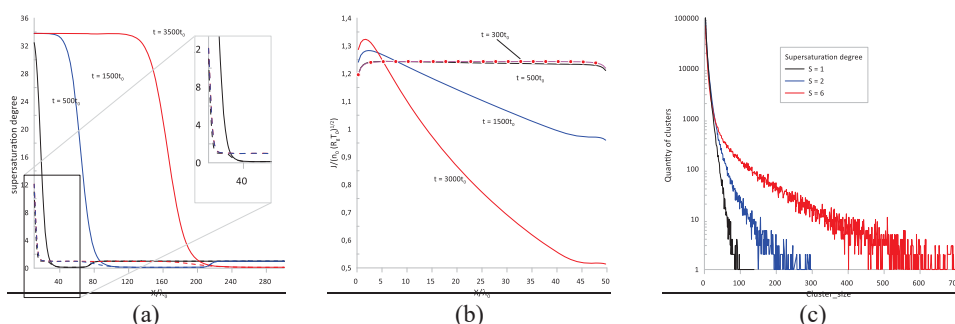 36
32
28
24
20
16
12
8
4
0
supersaturation degree
t = 3500t₀
t = 1500t₀
t = 500t₀
2
8
4
0
40
40 80 120 160 200 240 280
(a)
1,4
1,3
1,2
1,1
1
0,9
0,8
0,7
0,6
0,5
J/(n₀ (RgT₀)1/2)
t = 300t₀
t = 500t₀
t = 1500t₀
t = 3000t₀
0 5 10 15 20 25 30 35 40 45 50
(b)
100000
10000
1000
100
10
1
Quantity of clusters
Supersaturation degree
S = 1
S = 2
S = 6
0 100 200 300 400 500 600 70
Cluster_size
(c)